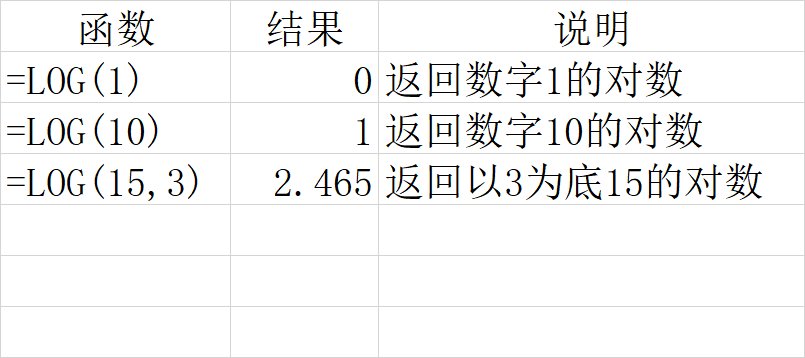 函数 结果 说明
=LOG(1) 0 返回数字1的对数
=LOG(10) 1 返回数字10的对数
=LOG(15,3) 2.465 返回以3为底15的对数